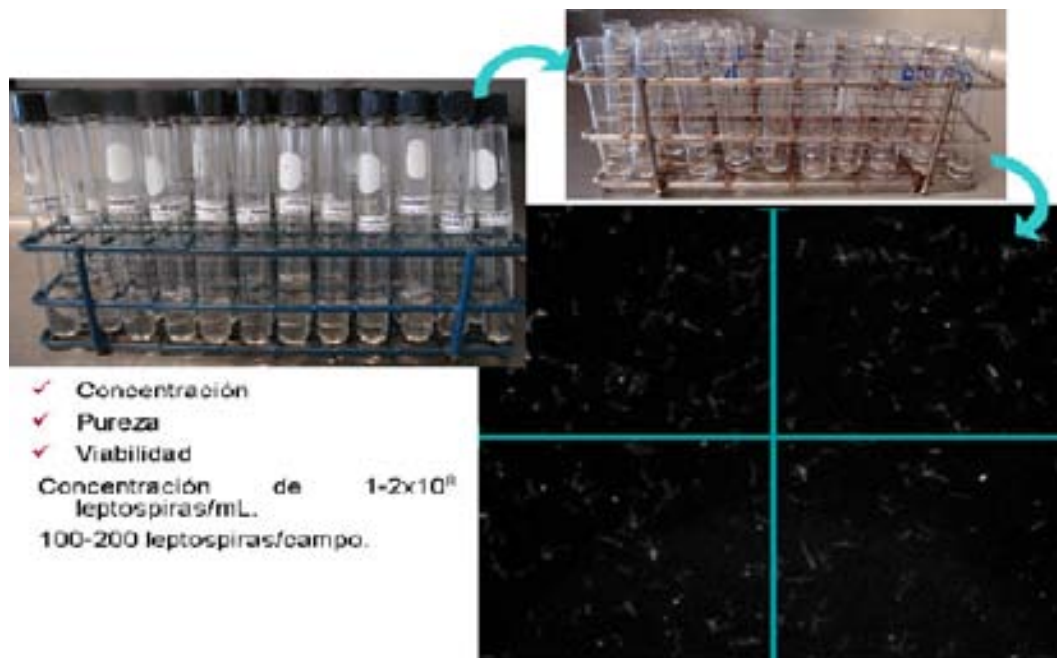 Concentración
Pureza
Viabilidad
Concentración de 1-2x10⁸
leptospiras/mL.
100-200 leptospiras/campo.